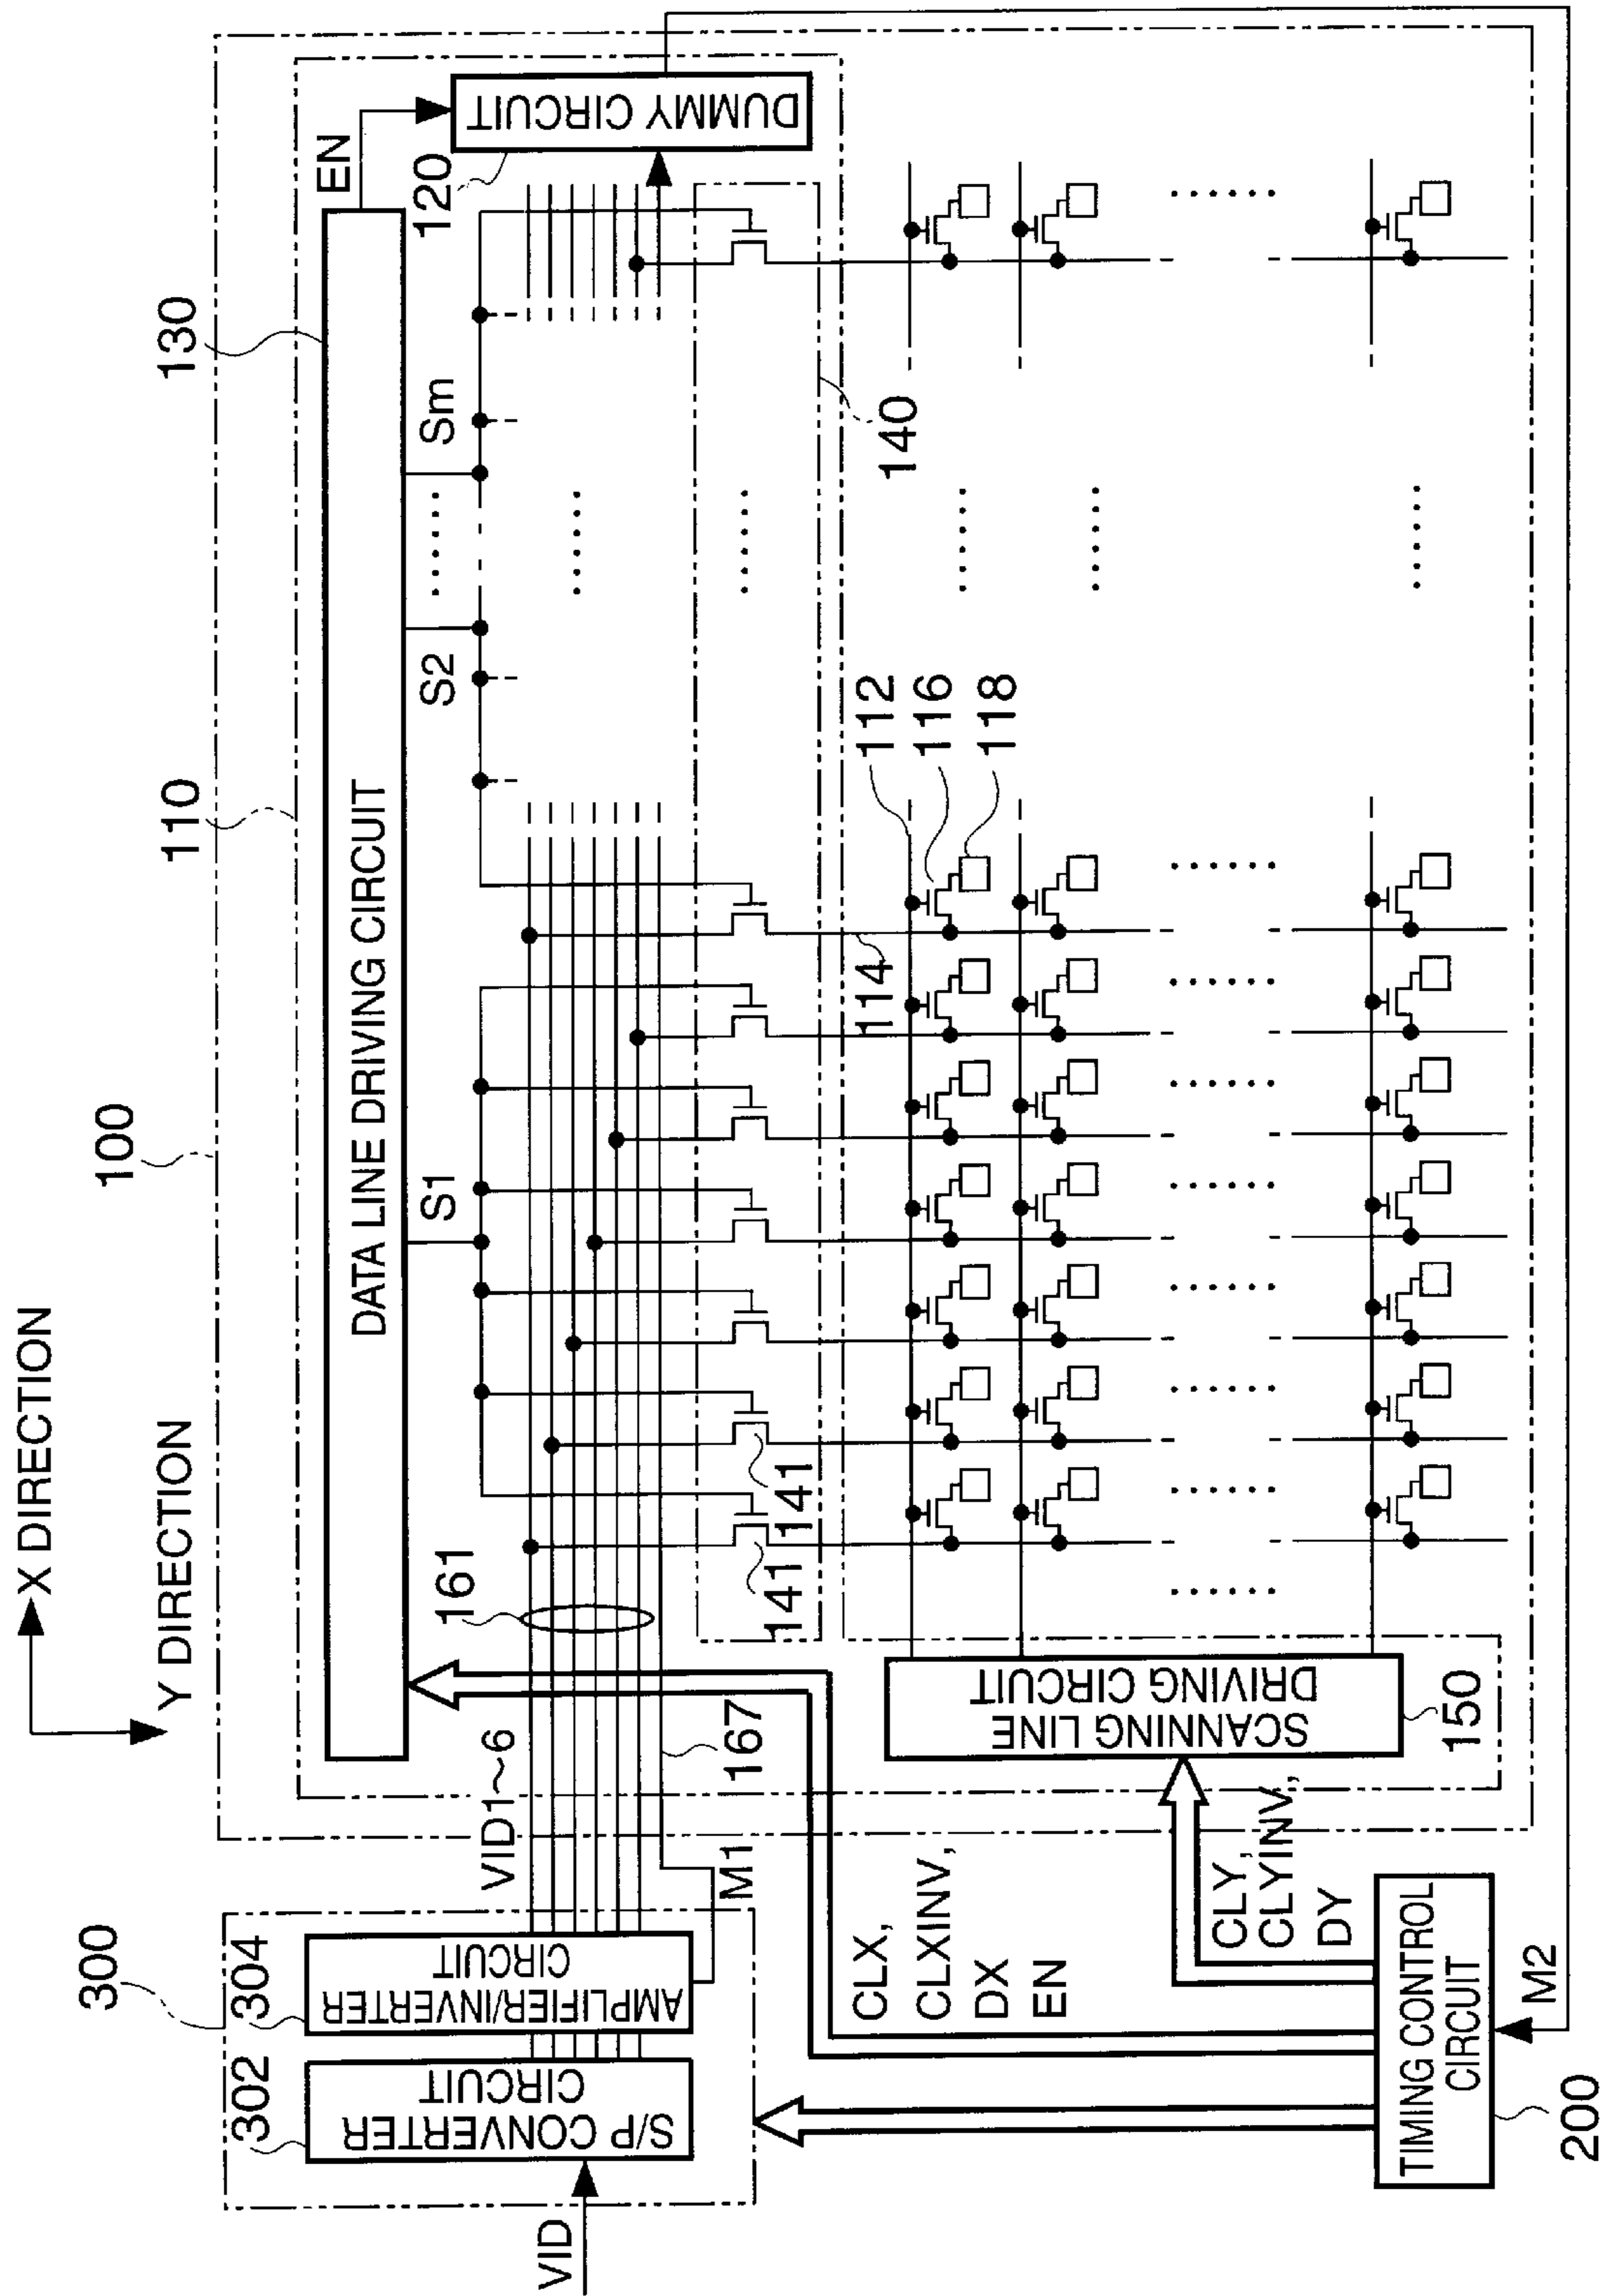 X DIRECTION
Y DIRECTION
100
110
130
DATA LINE DRIVING CIRCUIT
EN
120
DUMMY CIRCUIT
S1
S2
......
Sm
161
141
141
140
114
112
116
118
VID1~6
167
M1
SCANNING LINE
DRIVING CIRCUIT
150
300
302
S/P CONVERTER
CIRCUIT
304
AMPLIFIER/INVERTER
CIRCUIT
VID
CLX,
CLXINV,
DX
EN
CLY,
CLYINV,
DY
TIMING CONTROL
CIRCUIT
200
M2